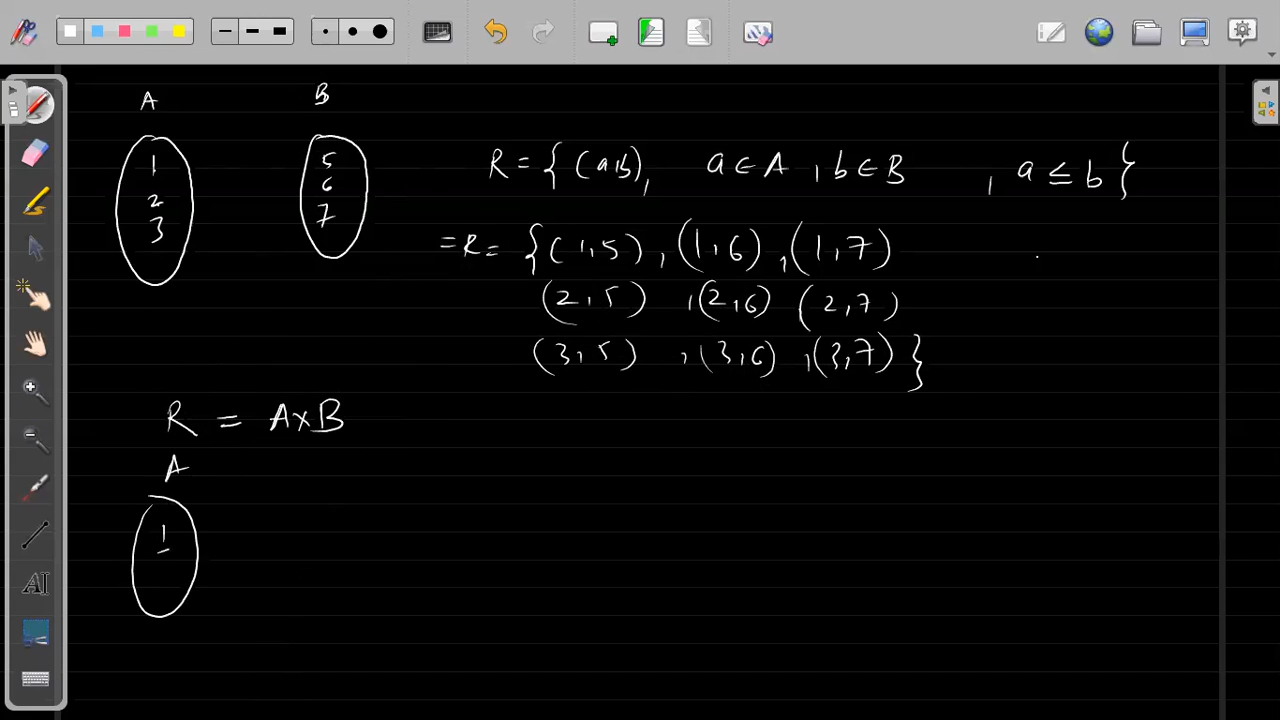 A B
1 5
2 6
3 7
R = { (a,b), a ∈ A , b ∈ B , a ≤ b }
= R = { (1,5) , (1,6) , (1,7)
(2,5) , (2,6) (2,7)
(3,5) , (3,6) , (3,7) }
R = A×B
A
1